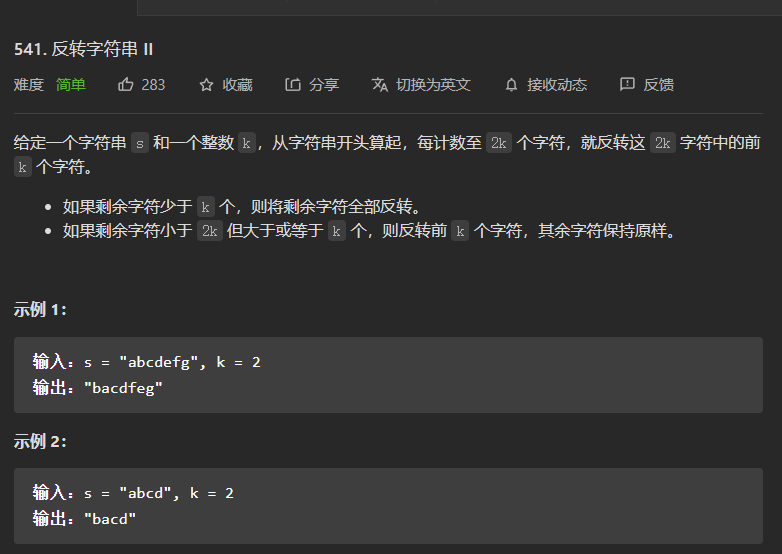 541. 反转字符串 II
难度 简单 283 收藏 分享 切换为英文 接收动态 反馈
给定一个字符串 s 和一个整数 k，从字符串开头算起，每计数至 2k 个字符，就反转这 2k 字符中的前
k 个字符。
如果剩余字符少于 k 个，则将剩余字符全部反转。
如果剩余字符小于 2k 但大于或等于 k 个，则反转前 k 个字符，其余字符保持原样。
示例 1：
输入：s = "abcdefg", k = 2
输出："bacdfeg"
示例 2：
输入：s = "abcd", k = 2
输出："bacd"